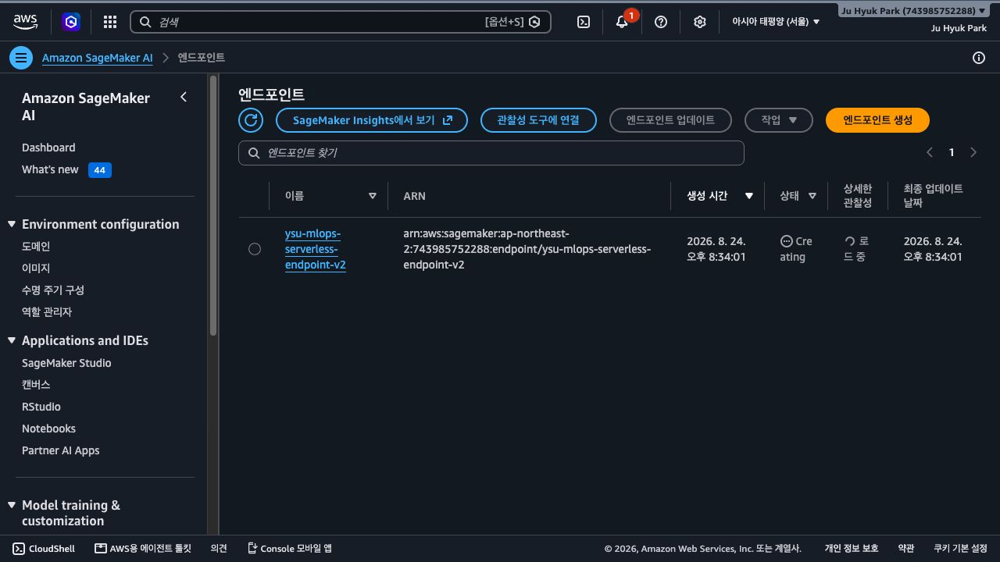 aws
검색
[옵션+S]
1
아시아 태평양 (서울)
Ju Hyuk Park (743985752288)
Ju Hyuk Park
Amazon SageMaker AI
엔드포인트
Amazon SageMaker
AI
Dashboard
What's new 44
Environment configuration
도메인
이미지
수명 주기 구성
역할 관리자
Applications and IDEs
SageMaker Studio
캔버스
RStudio
Notebooks
Partner AI Apps
Model training &
customization
엔드포인트
SageMaker Insights에서 보기
관찰성 도구에 연결
엔드포인트 업데이트
작업
엔드포인트 생성
엔드포인트 찾기
1
이름
ARN
생성 시간
상태
상세한
관찰성
최종 업데이트
날짜
ysu-mlops-
serverless-
endpoint-v2
arn:aws:sagemaker:ap-northeast-
2:743985752288:endpoint/ysu-mlops-serverless-
endpoint-v2
2026. 8. 24.
오후 8:34:01
Cre
ating
로
드 중
2026. 8. 24.
오후 8:34:01
CloudShell
AWS용 에이전트 툴킷
의견
Console 모바일 앱
© 2026, Amazon Web Services, Inc. 또는 계열사.
개인 정보 보호
약관
쿠키 기본 설정